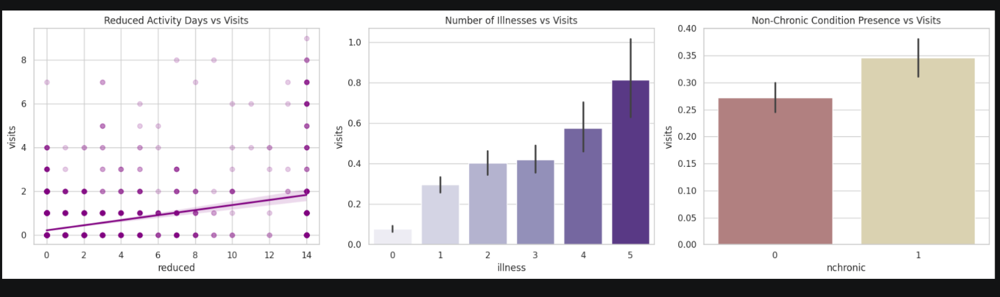 Reduced Activity Days vs Visits
visits
8
6
4
2
0
0 2 4 6 8 10 12 14
reduced
Number of Illnesses vs Visits
visits
1.0
0.8
0.6
0.4
0.2
0.0
0 1 2 3 4 5
illness
Non-Chronic Condition Presence vs Visits
visits
0.40
0.35
0.30
0.25
0.20
0.15
0.10
0.05
0.00
0 1
nchronic